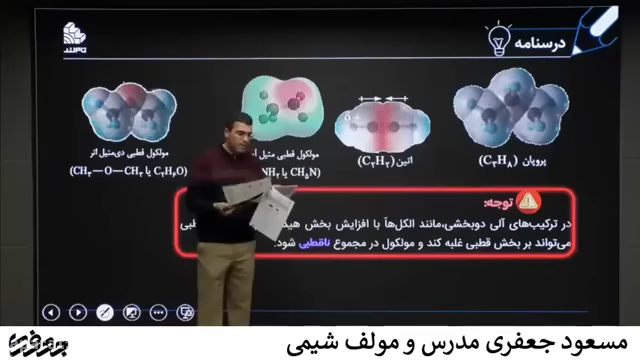 درسنامه
مولکول قطبی دی‌متیل اتر
(CH₃—O—CH₃ یا C₂H₆O)
مولکول قطبی متیل
NH₂ یا CH₅N)
δ+
اتین (C₂H₂)
پروپان (C₃H₈)
توجه:
در ترکیب‌های آلی دوبخشی،مانند الکل‌هاً با افزایش بخش
می‌تواند بر بخش قطبی غلبه کند و مولکول در مجموع ناقطبی شود.
مسعود جعفری مدرس و مولف شیمی